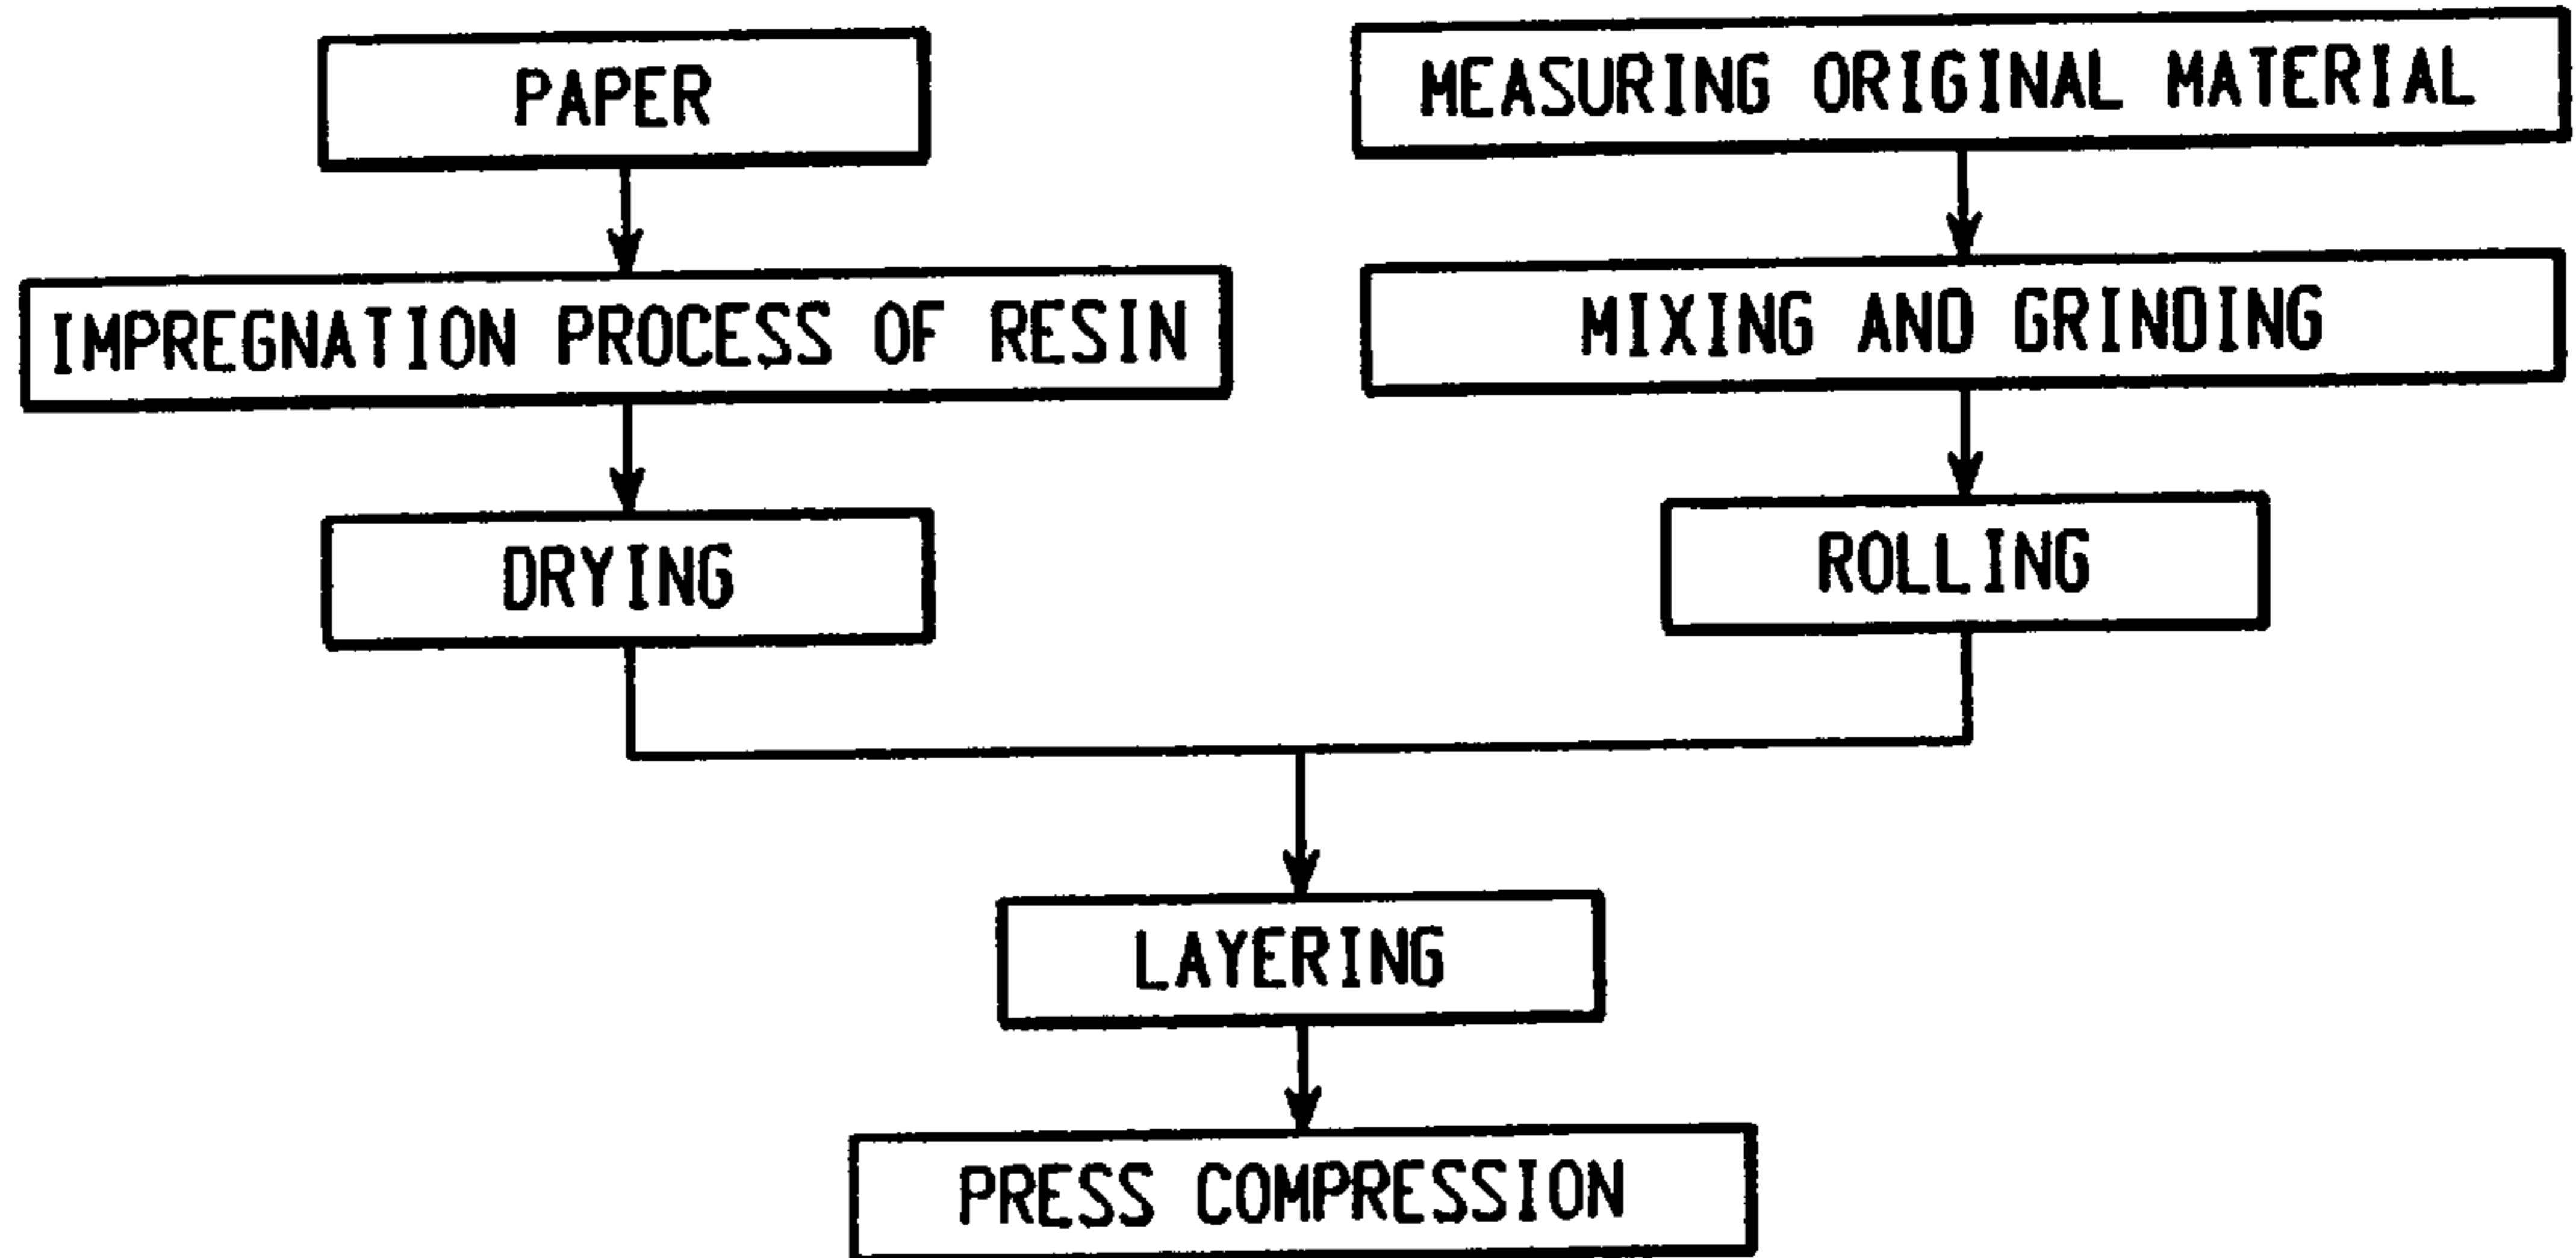 PAPER
MEASURING ORIGINAL MATERIAL
IMPREGNATION PROCESS OF RESIN
MIXING AND GRINDING
DRYING
ROLLING
LAYERING
PRESS COMPRESSION